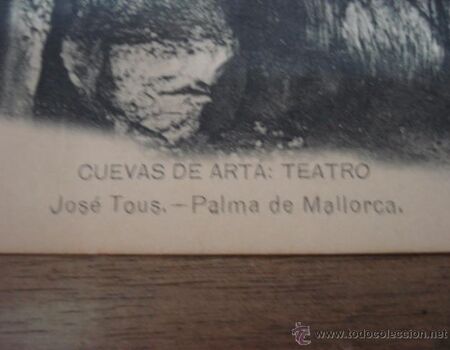 CUEVAS DE ARTÁ: TEATRO
José Tous.—Palma de Mallorca.
www.todocoleccion.net